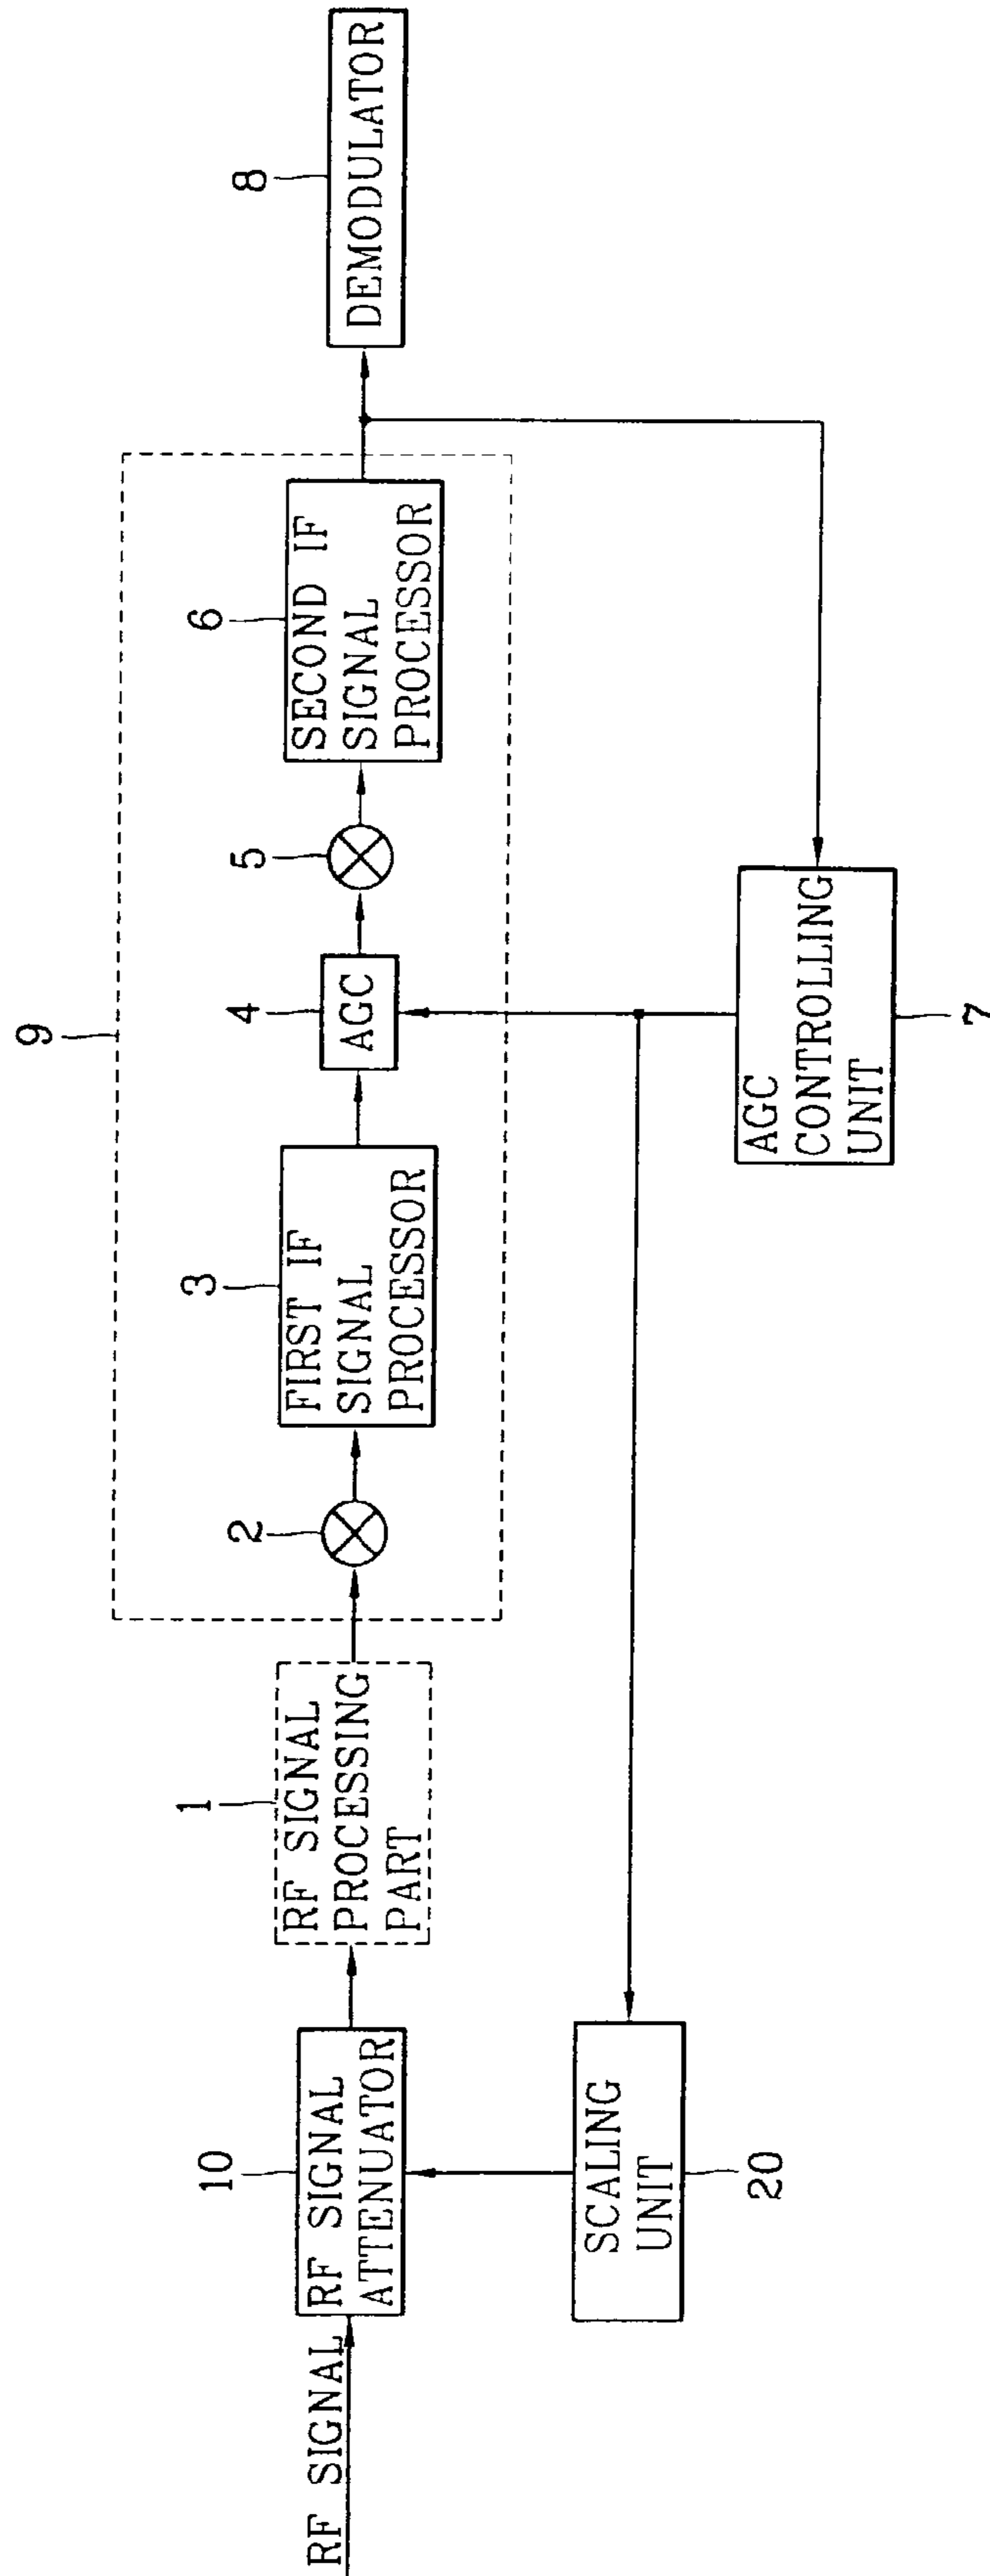 RF SIGNAL
10
RF SIGNAL
ATTENUATOR
1
RF SIGNAL
PROCESSING
PART
9
2
3
FIRST IF
SIGNAL
PROCESSOR
4
AGC
5
6
SECOND IF
SIGNAL
PROCESSOR
8
DEMODULATOR
SCALING
UNIT
20
AGC
CONTROLLING
UNIT
7